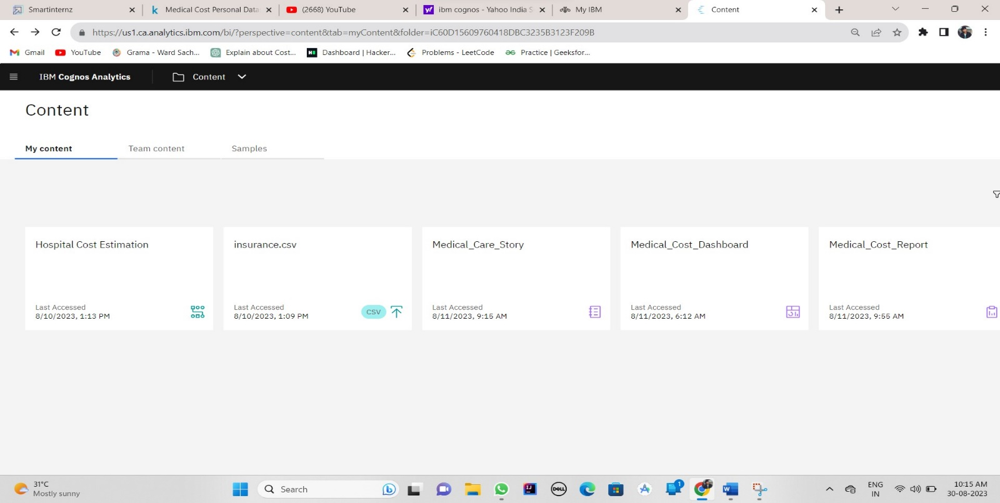 Smartinternz
Medical Cost Personal Data
(2668) YouTube
ibm cognos - Yahoo India S
My IBM
Content
https://us1.ca.analytics.ibm.com/bi/?perspective=content&tab=myContent&folder=iC60D15609760418DBC3235B3123F209B
Gmail
YouTube
Grama - Ward Sach...
Explain about Cost...
Dashboard | Hacker...
Problems - LeetCode
Practice | Geeksfor...
IBM Cognos Analytics
Content
Content
My content
Team content
Samples
Hospital Cost Estimation
Last Accessed
8/10/2023, 1:13 PM
insurance.csv
Last Accessed
8/10/2023, 1:09 PM
CSV
Medical_Care_Story
Last Accessed
8/11/2023, 9:15 AM
Medical_Cost_Dashboard
Last Accessed
8/11/2023, 6:12 AM
Medical_Cost_Report
Last Accessed
8/11/2023, 9:55 AM
31°C
Mostly sunny
Search
DELL
1
ENG
IN
10:15 AM
30-08-2023